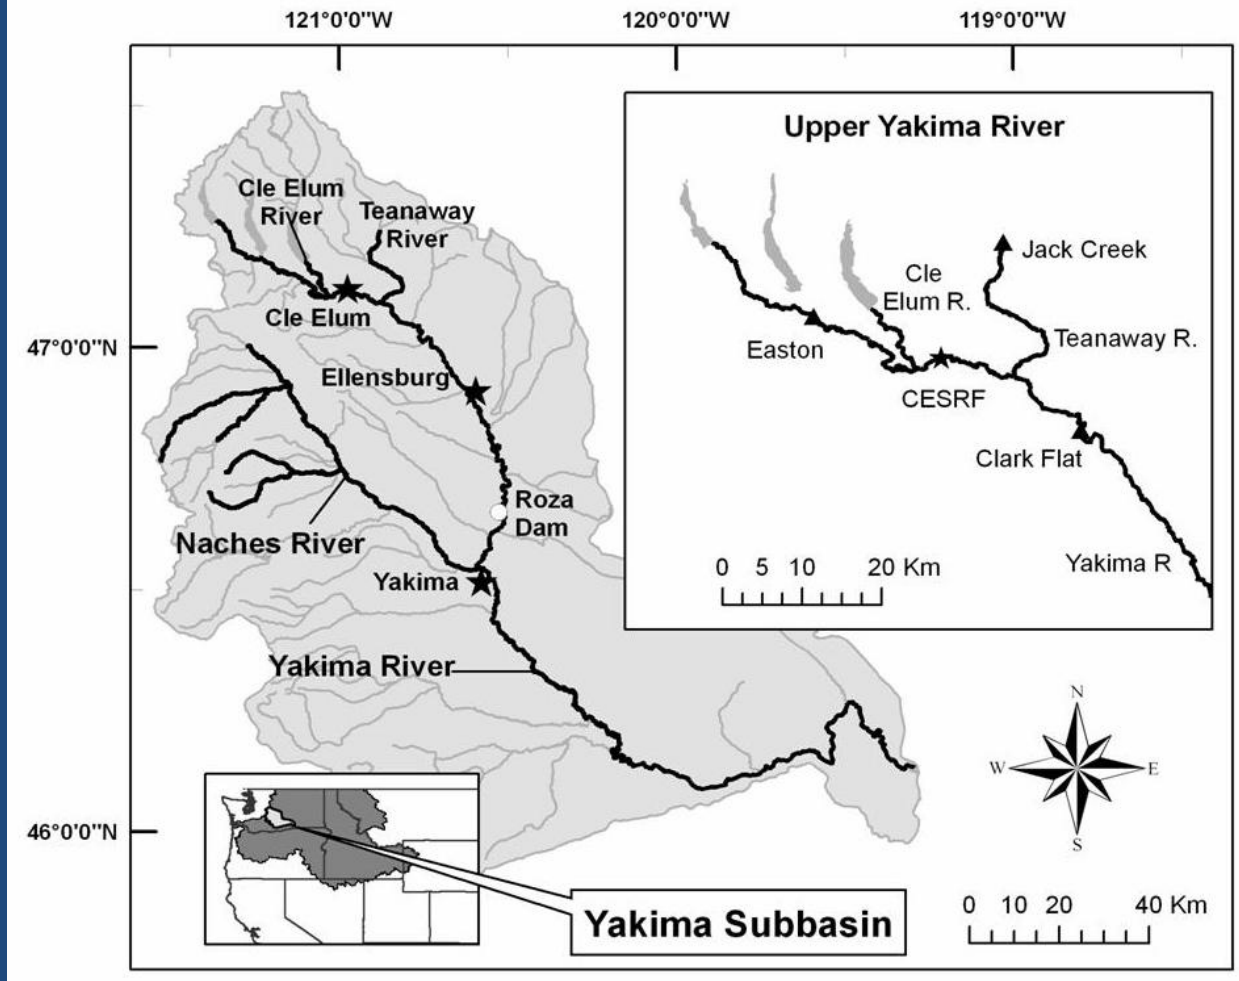 121°0'0"W
120°0'0"W
119°0'0"W
47°0'0"N
46°0'0"N
Cle Elum
River
Teanaway
River
Cle Elum
Ellensburg
Roza
Dam
Naches River
Yakima
Yakima River
Upper Yakima River
Jack Creek
Cle
Elum R.
Teanaway R.
Easton
CESRF
Clark Flat
Yakima R
0 5 10 20 Km
N
W E
S
0 10 20 40 Km
Yakima Subbasin